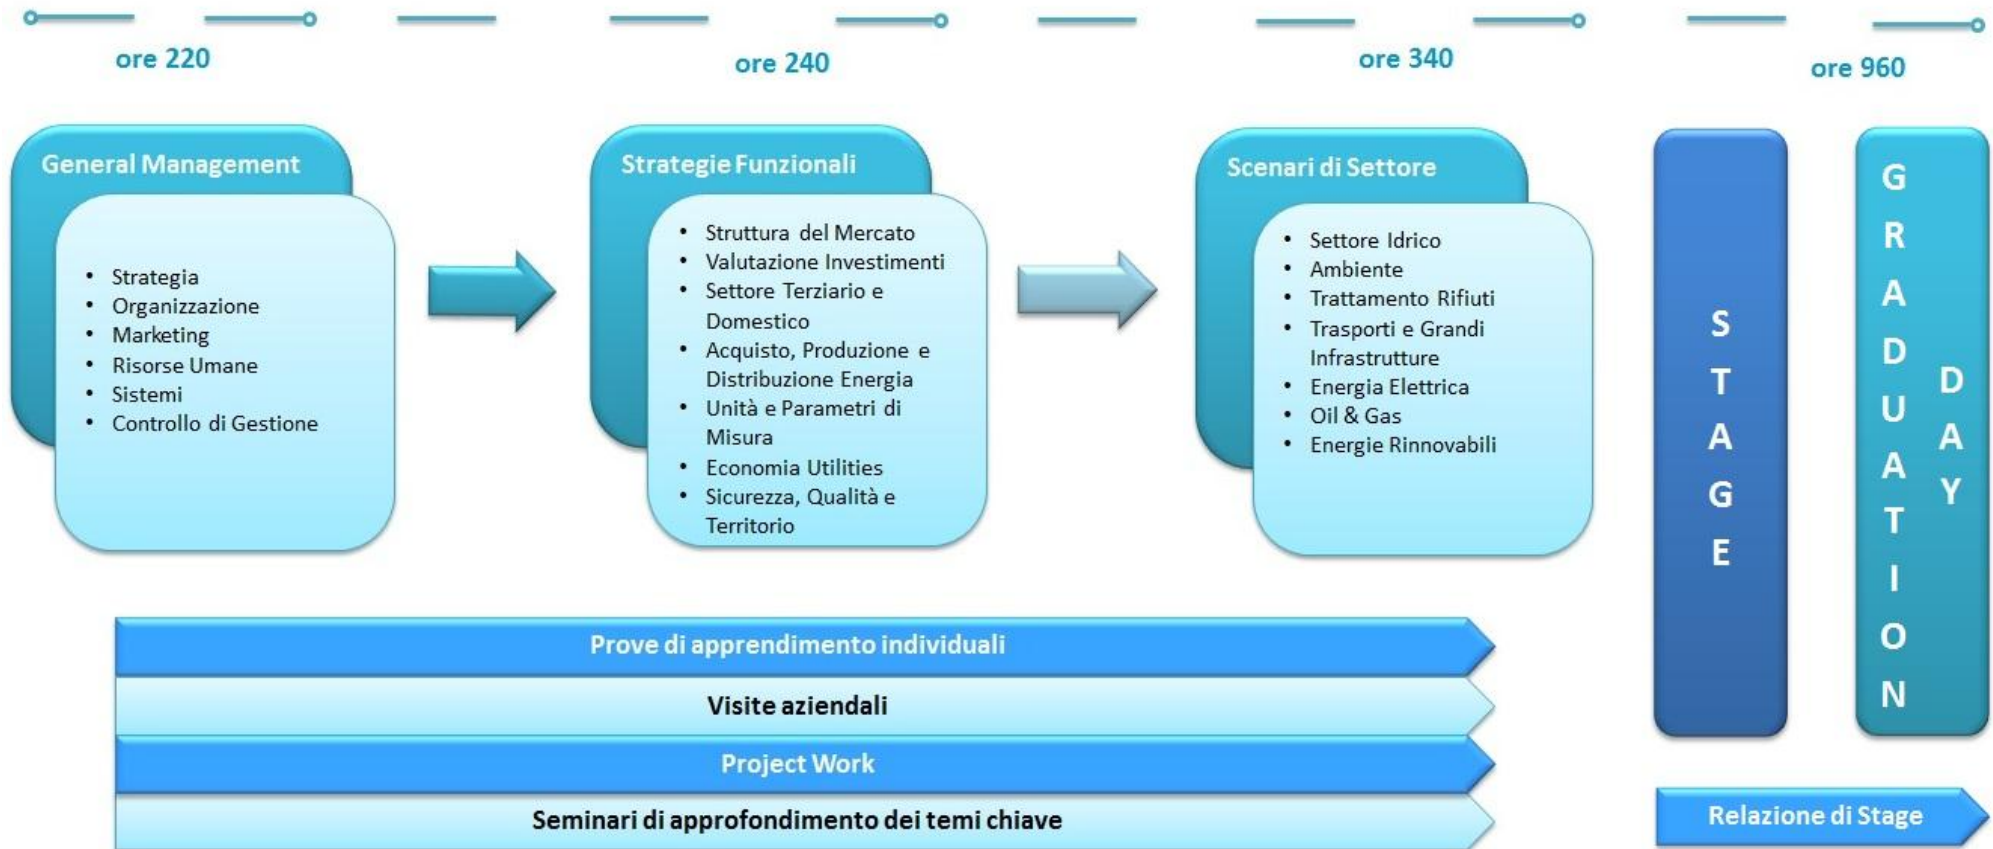 ore 220
ore 240
ore 340
ore 960
General Management
• Strategia
• Organizzazione
• Marketing
• Risorse Umane
• Sistemi
• Controllo di Gestione
Strategie Funzionali
• Struttura del Mercato
• Valutazione Investimenti
• Settore Terziario e
Domestico
• Acquisto, Produzione e
Distribuzione Energia
• Unità e Parametri di
Misura
• Economia Utilities
• Sicurezza, Qualità e
Territorio
Scenari di Settore
• Settore Idrico
• Ambiente
• Trattamento Rifiuti
• Trasporti e Grandi
Infrastrutture
• Energia Elettrica
• Oil & Gas
• Energie Rinnovabili
STAGE
GRADUATION
DAY
Prove di apprendimento individuali
Visite aziendali
Project Work
Seminari di approfondimento dei temi chiave
Relazione di Stage